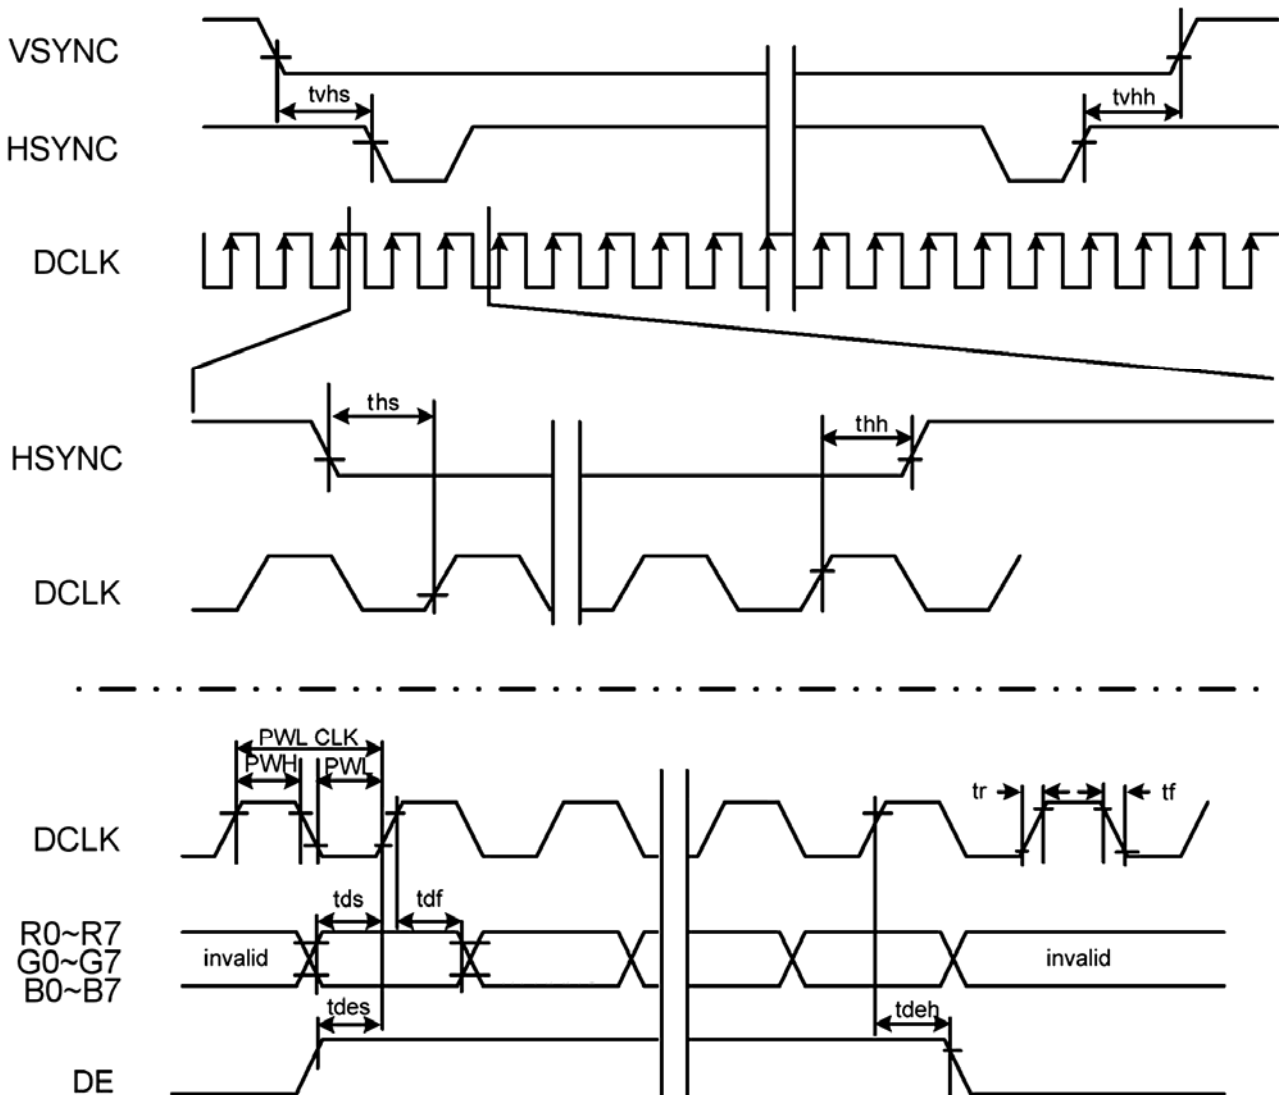 VSYNC
tvhs
tvhh
HSYNC
DCLK
ths
thh
HSYNC
DCLK
PWL CLK
PWH
PWL
tr
tf
DCLK
tds
tdf
R0~R7
G0~G7
B0~B7
invalid
invalid
tdes
tdeh
DE